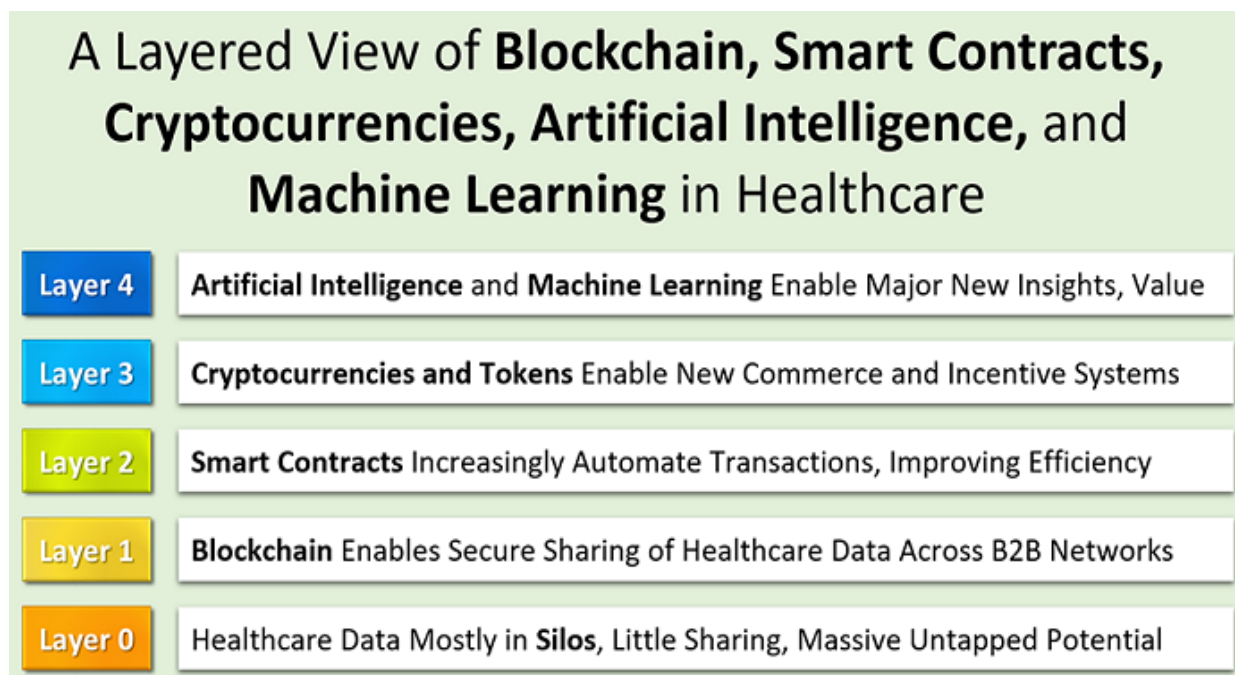 A Layered View of Blockchain, Smart Contracts,
Cryptocurrencies, Artificial Intelligence, and
Machine Learning in Healthcare
Layer 4 Artificial Intelligence and Machine Learning Enable Major New Insights, Value
Layer 3 Cryptocurrencies and Tokens Enable New Commerce and Incentive Systems
Layer 2 Smart Contracts Increasingly Automate Transactions, Improving Efficiency
Layer 1 Blockchain Enables Secure Sharing of Healthcare Data Across B2B Networks
Layer 0 Healthcare Data Mostly in Silos, Little Sharing, Massive Untapped Potential